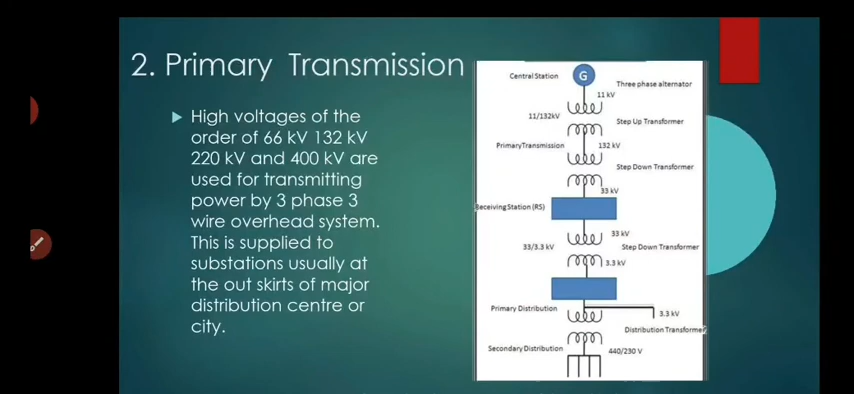 2. Primary Transmission
High voltages of the
order of 66 kV 132 kV
220 kV and 400 kV are
used for transmitting
power by 3 phase 3
wire overhead system.
This is supplied to
substations usually at
the out skirts of major
distribution centre or
city.
Central Station
G
Three phase alternator
11 kV
11/132kV
Step Up Transformer
PrimaryTransmission
132 kV
Step Down Transformer
33 kV
Receiving Station (RS)
33 kV
33/3.3 kV
Step Down Transformer
3.3 kV
Primary Distribution
3.3 kV
Distribution Transformer
Secondary Distribution
440/230 V